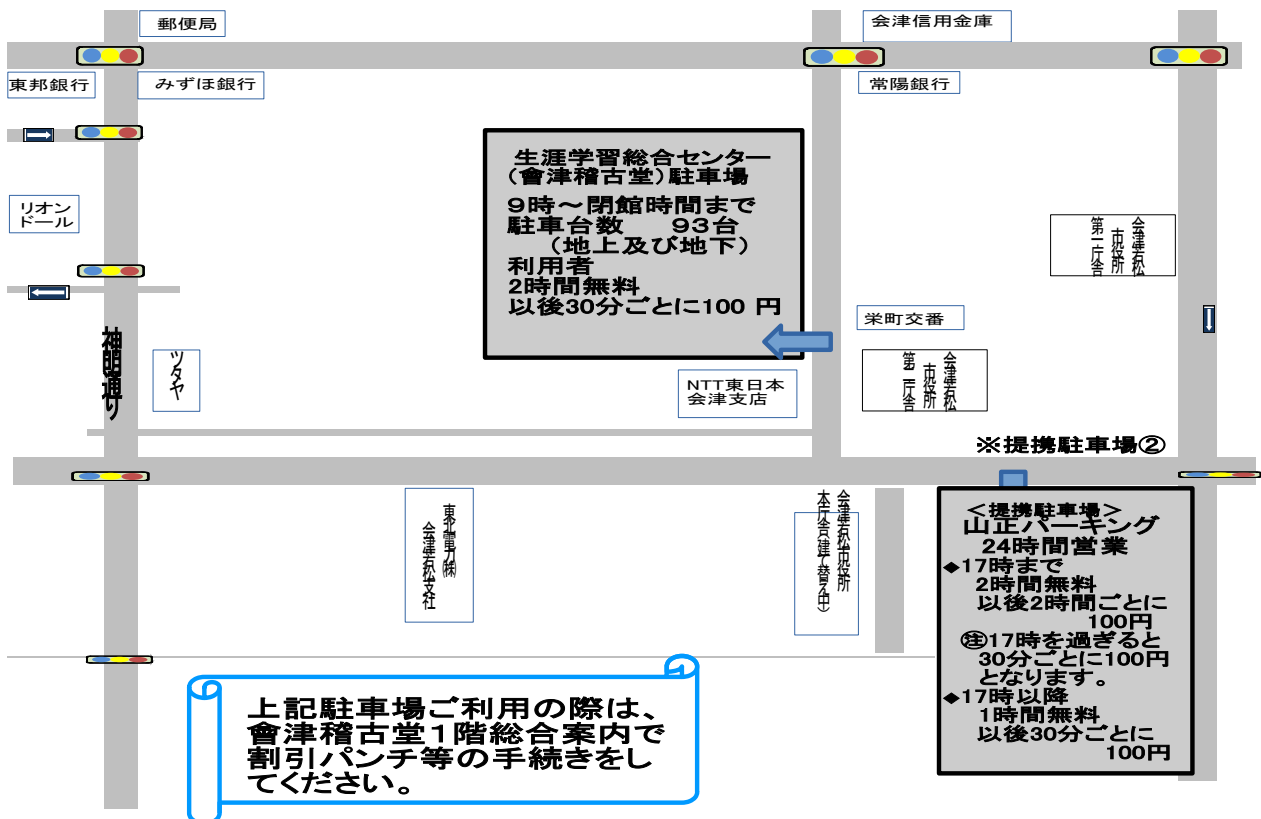 郵便局
会津信用金庫
東邦銀行
みずほ銀行
常陽銀行
生涯学習総合センター
(會津稽古堂)駐車場
9時～閉館時間まで
駐車台数 93台
(地上及び地下)
利用者
2時間無料
以後30分ごとに100 円
リオン
ドール
会津若松
市役所
第一庁舎
栄町交番
神明通り
ツタヤ
会津若松
市役所
第二庁舎
NTT東日本
会津支店
※提携駐車場②
東北電力㈱
会津若松支社
会津若松市役所
本庁舎(建て替え中)
＜提携駐車場＞
山正パーキング
24時間営業
◆17時まで
2時間無料
以後2時間ごとに
100円
㊟17時を過ぎると
30分ごとに100円
となります。
◆17時以降
1時間無料
以後30分ごとに
100円
上記駐車場ご利用の際は、
會津稽古堂1階総合案内で
割引パンチ等の手続きをし
てください。